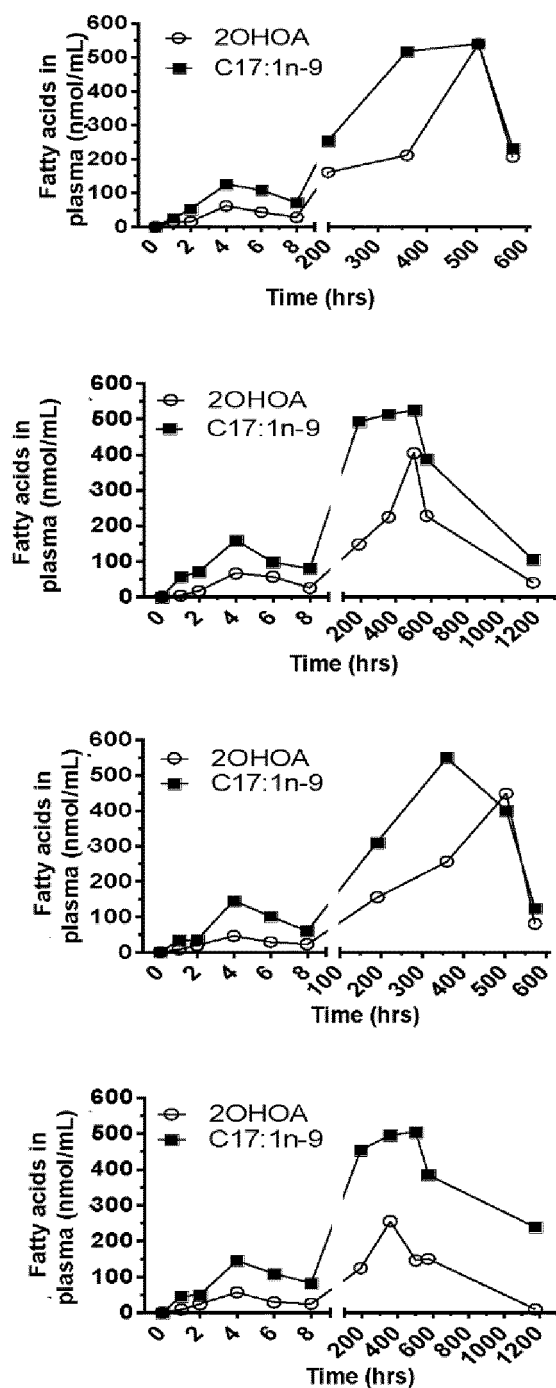 2OHOA
C17:1n-9
Fatty acids in
plasma (nmol/mL)
600
500
400
300
200
100
0
0 2 4 6 8 200 300 400 500 600
Time (hrs)
2OHOA
C17:1n-9
Fatty acids in
plasma (nmol/mL)
600
500
400
300
200
100
0
0 2 4 6 8 200 400 600 800 1000 1200
Time (hrs)
2OHOA
C17:1n-9
Fatty acids in
plasma (nmol/mL)
600
500
400
300
200
100
0
0 2 4 6 8 100 200 300 400 500 600
Time (hrs)
2OHOA
C17:1n-9
Fatty acids in
plasma (nmol/mL)
600
500
400
300
200
100
0
0 2 4 6 8 200 400 600 800 1000 1200
Time (hrs)